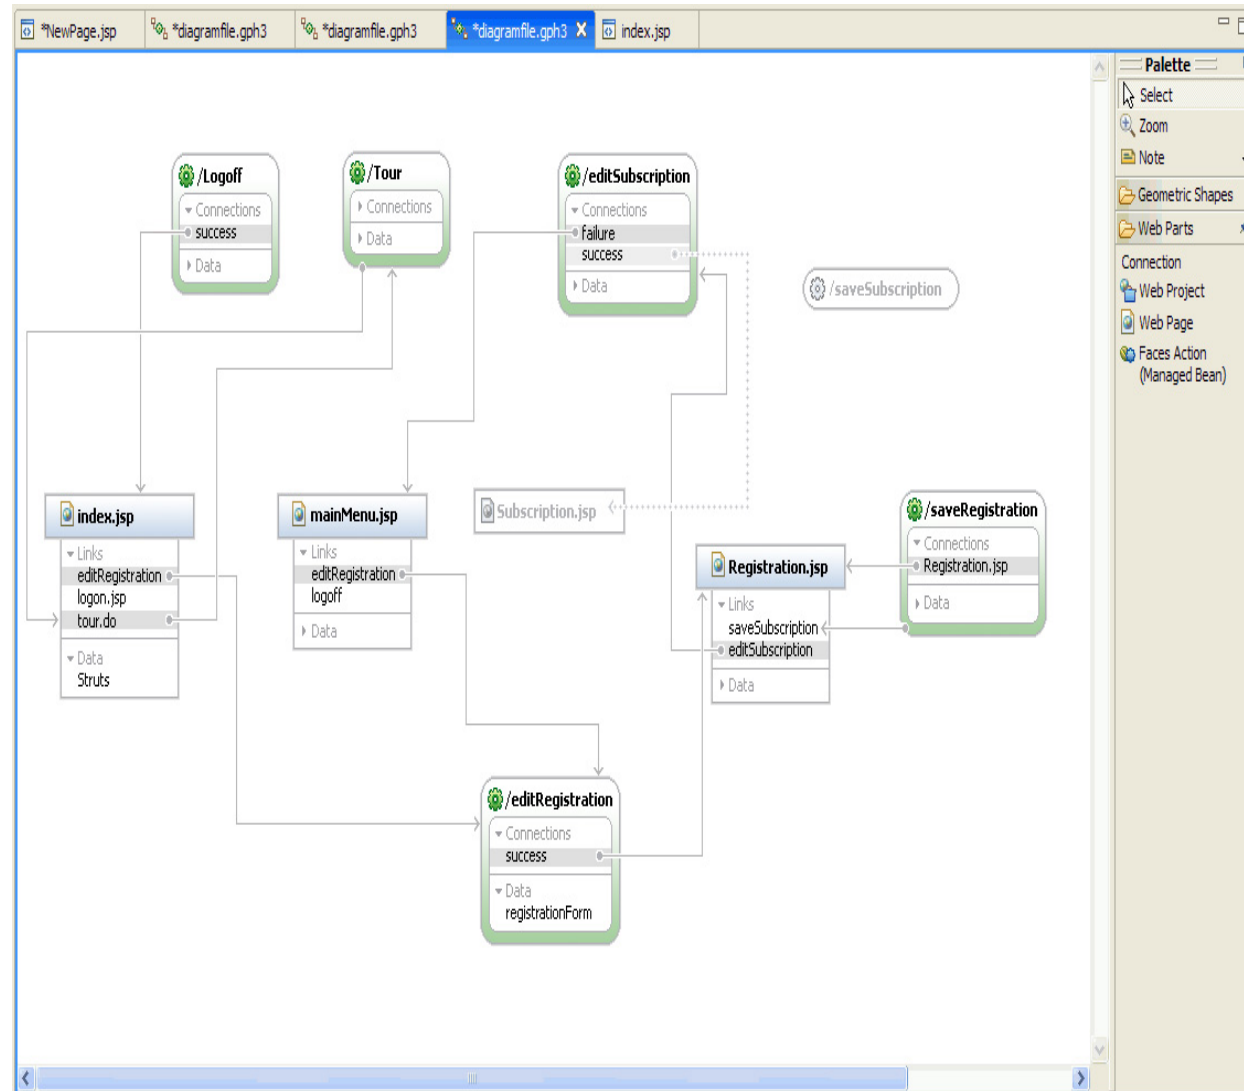 *NewPage.jsp
*diagramfile.gph3
*diagramfile.gph3
*diagramfile.gph3
index.jsp
Palette
Select
Zoom
Note
Geometric Shapes
Web Parts
Connection
Web Project
Web Page
Faces Action
(Managed Bean)
/Logoff
Connections
success
Data
/Tour
Connections
Data
/editSubscription
Connections
failure
success
Data
/saveSubscription
index.jsp
Links
editRegistration
logon.jsp
tour.do
Data
Struts
mainMenu.jsp
Links
editRegistration
logoff
Data
Subscription.jsp
Registration.jsp
Links
saveSubscription
editSubscription
Data
/saveRegistration
Connections
Registration.jsp
Data
/editRegistration
Connections
success
Data
registrationForm